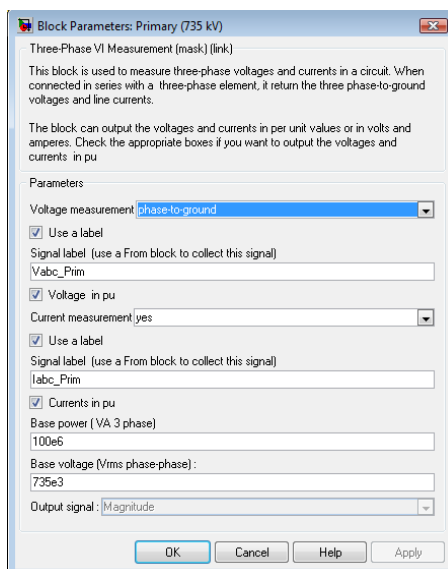 Block Parameters: Primary (735 kV)
Three-Phase VI Measurement (mask) (link)
This block is used to measure three-phase voltages and currents in a circuit. When
connected in series with a three-phase element, it return the three phase-to-ground
voltages and line currents.
The block can output the voltages and currents in per unit values or in volts and
amperes. Check the appropriate boxes if you want to output the voltages and
currents in pu
Parameters
Voltage measurement phase-to-ground
Use a label
Signal label (use a From block to collect this signal)
Vabc_Prim
Voltage in pu
Current measurement yes
Use a label
Signal label (use a From block to collect this signal)
Iabc_Prim
Currents in pu
Base power ( VA 3 phase)
100e6
Base voltage (Vrms phase-phase) :
735e3
Output signal : Magnitude
OK Cancel Help Apply